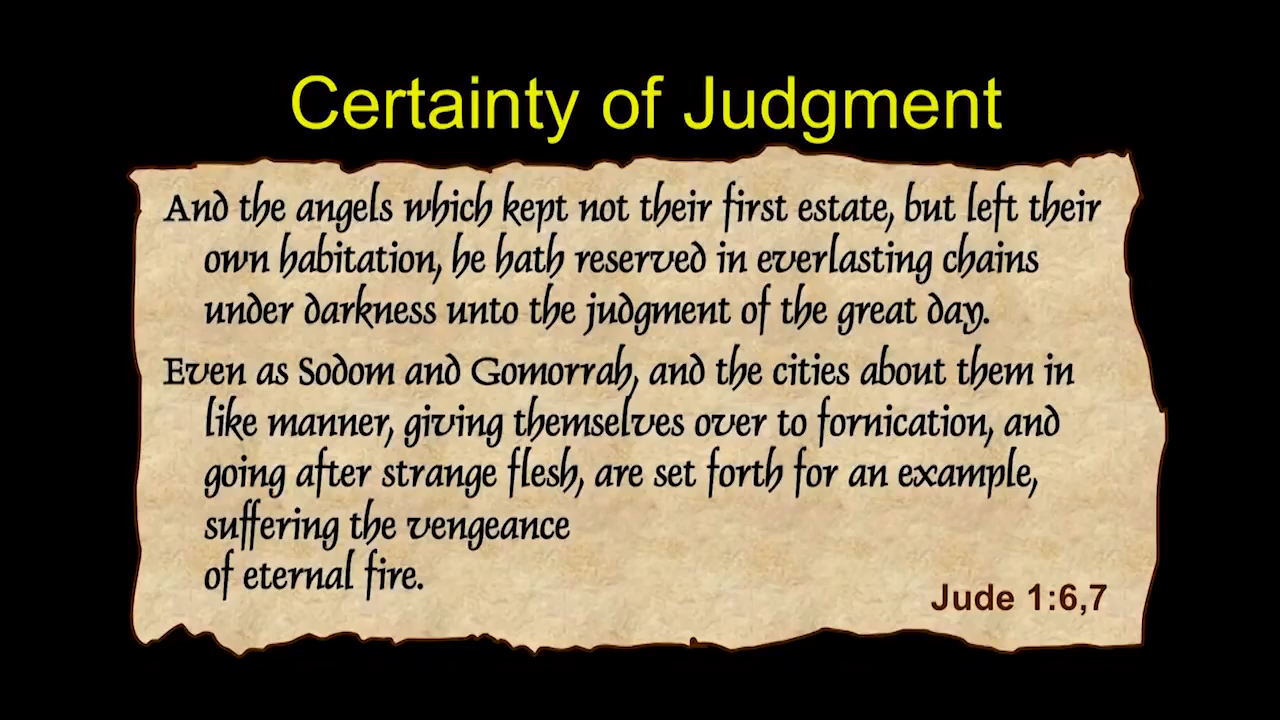 Certainty of Judgment
And the angels which kept not their first estate, but left their
own habitation, he hath reserved in everlasting chains
under darkness unto the judgment of the great day.
Even as Sodom and Gomorrah, and the cities about them in
like manner, giving themselves over to fornication, and
going after strange flesh, are set forth for an example,
suffering the vengeance
of eternal fire.
Jude 1:6,7